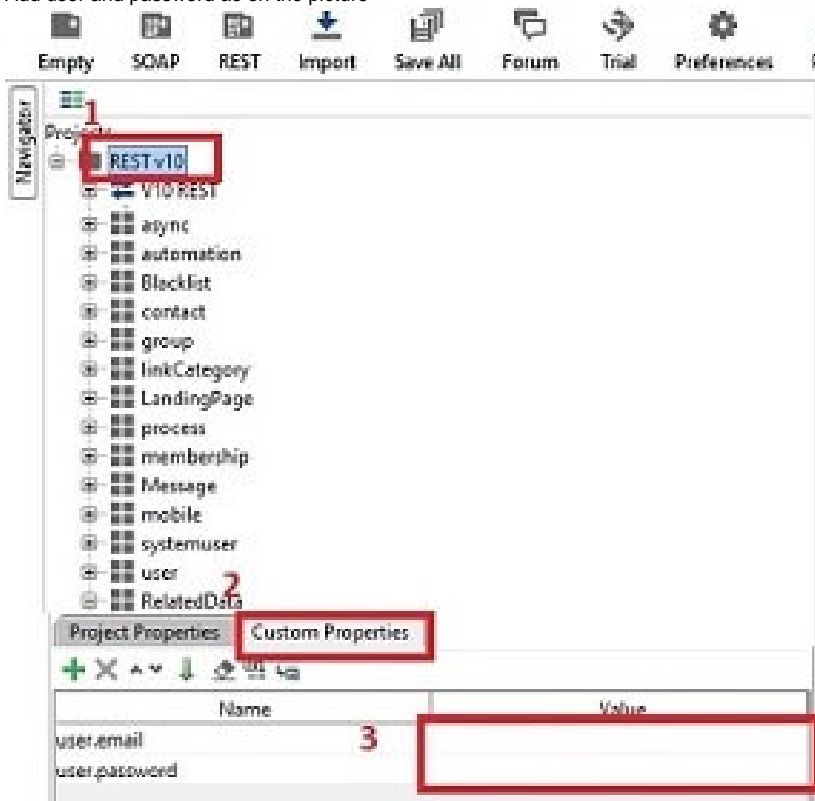 Add user and password as on the picture
Empty SOAP REST Import Save All Forum Trial Preferences
Navigator
1
Projects
REST v10
V10 REST
async
automation
Blacklist
contact
group
linkCategory
LandingPage
process
membership
Message
mobile
systemuser
user
2
RelatedData
Project Properties Custom Properties
Name Value
user.email
3
user.password